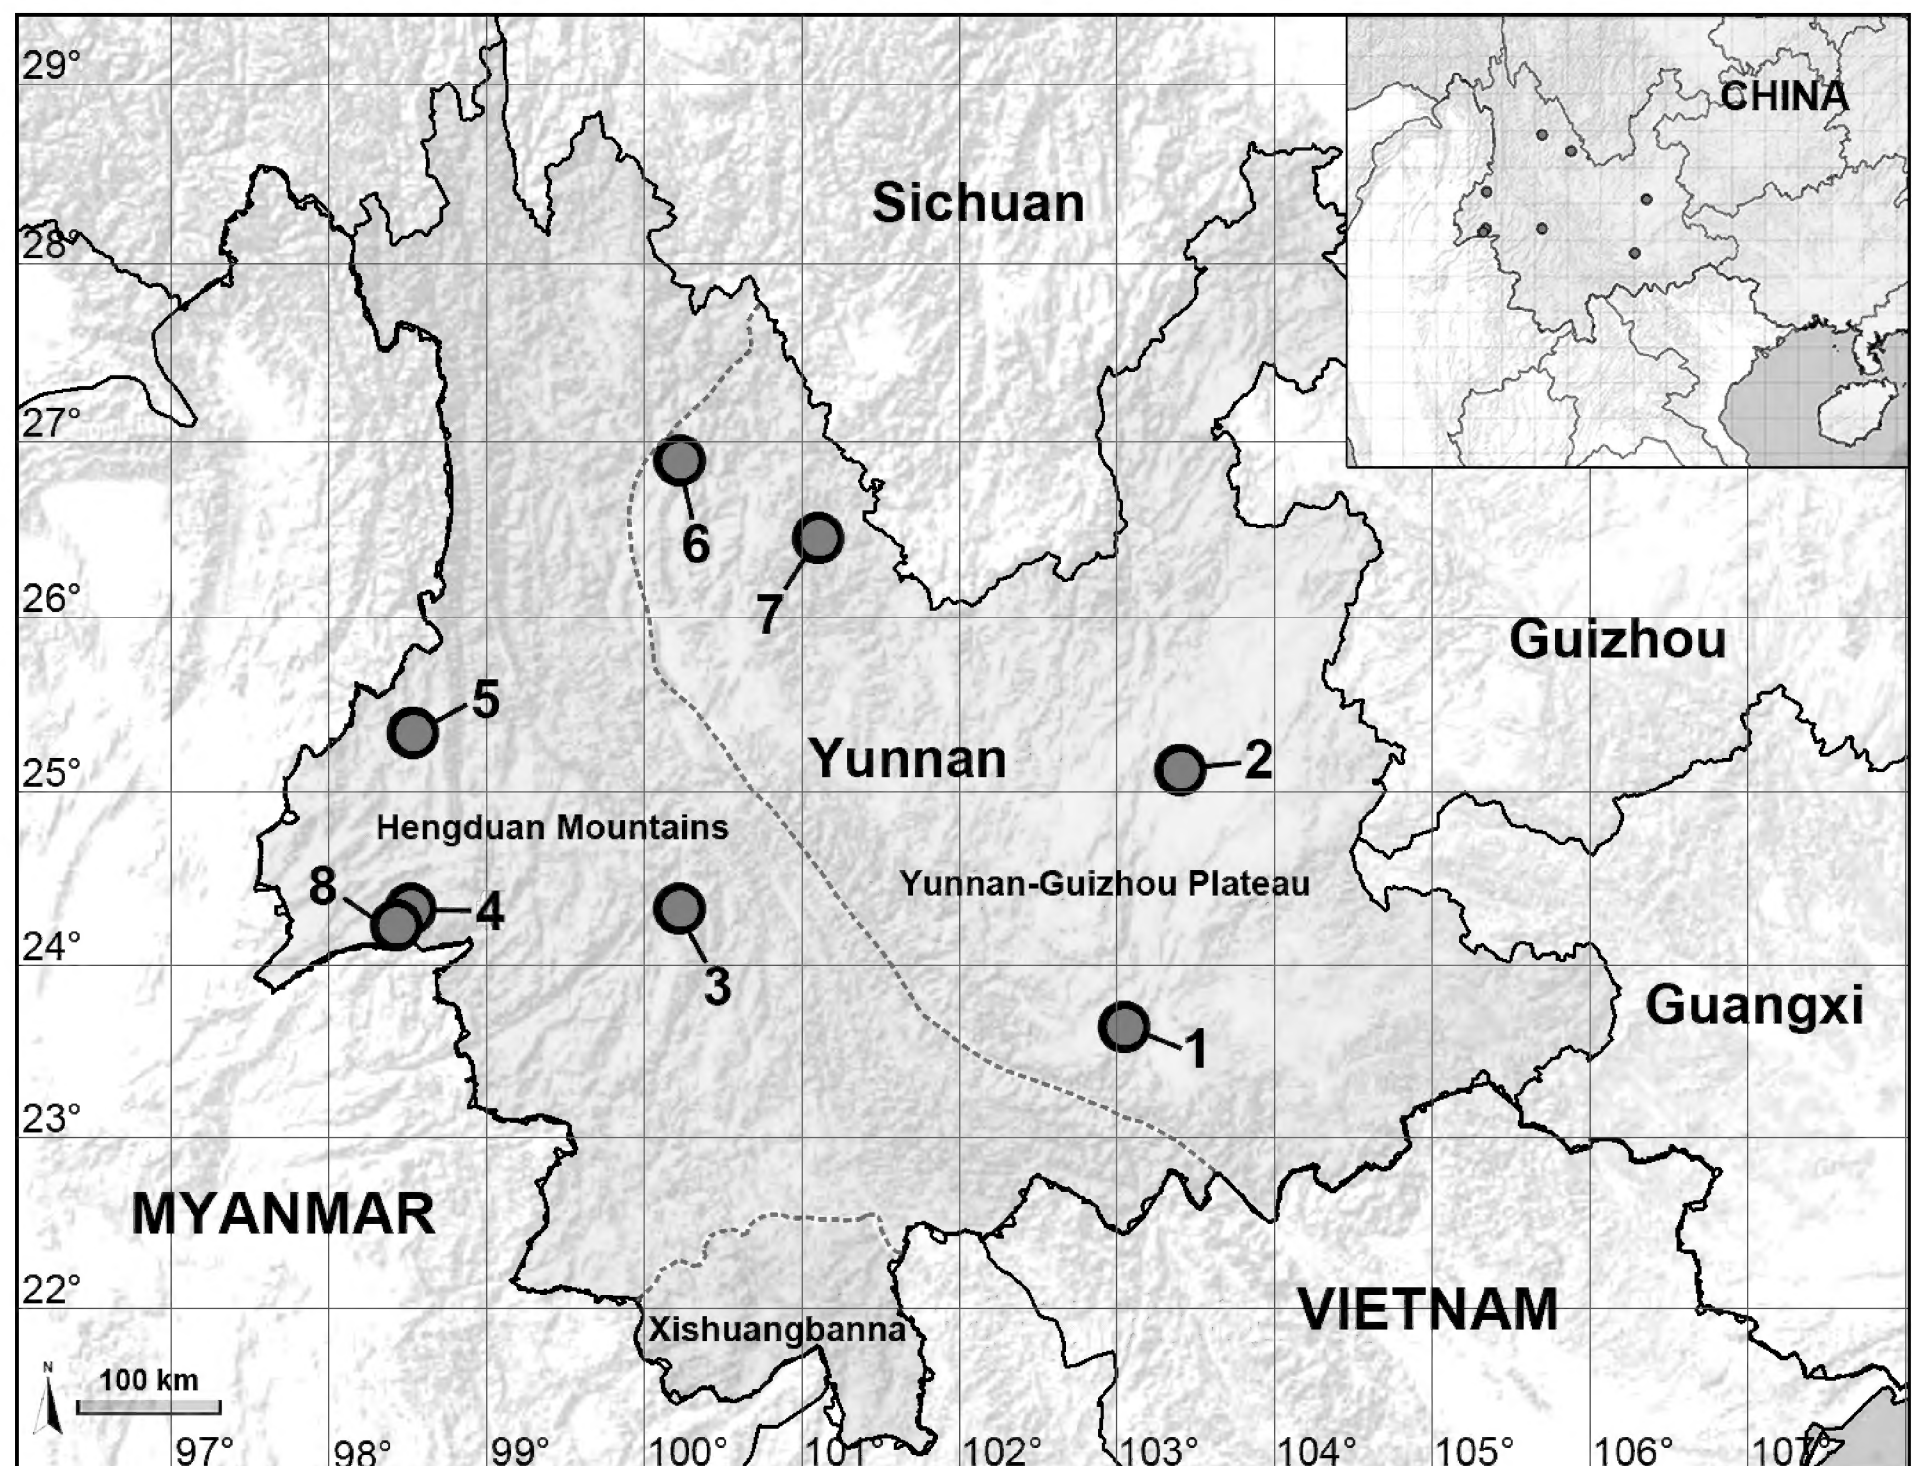 29°
CHINA
Sichuan
28°
27°
6
7
26°
Guizhou
5
Yunnan
2
25°
Hengduan Mountains
8
4
Yunnan-Guizhou Plateau
24°
3
Guangxi
1
23°
MYANMAR
22°
VIETNAM
Xishuangbanna
N
100 km
97° 98° 99° 100° 101° 102° 103° 104° 105° 106° 107°